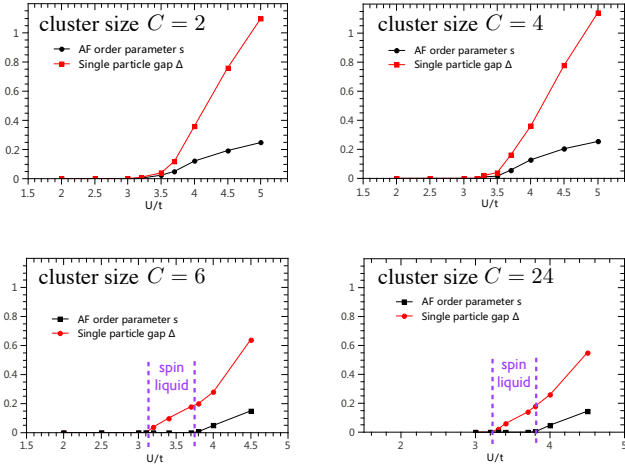 cluster size C = 2
AF order parameter s
Single particle gap Δ
1
0.8
0.6
0.4
0.2
0
1.5 2 2.5 3 3.5 4 4.5 5
U/t
cluster size C = 4
AF order parameter s
Single particle gap Δ
1
0.8
0.6
0.4
0.2
0
1.5 2 2.5 3 3.5 4 4.5 5
U/t
cluster size C = 6
AF order parameter s
Single particle gap Δ
spin
liquid
1
0.8
0.6
0.4
0.2
0
1.5 2 2.5 3 3.5 4 4.5 5
U/t
cluster size C = 24
AF order parameter s
Single particle gap Δ
spin
liquid
1
0.8
0.6
0.4
0.2
0
2 3 4 5
U/t